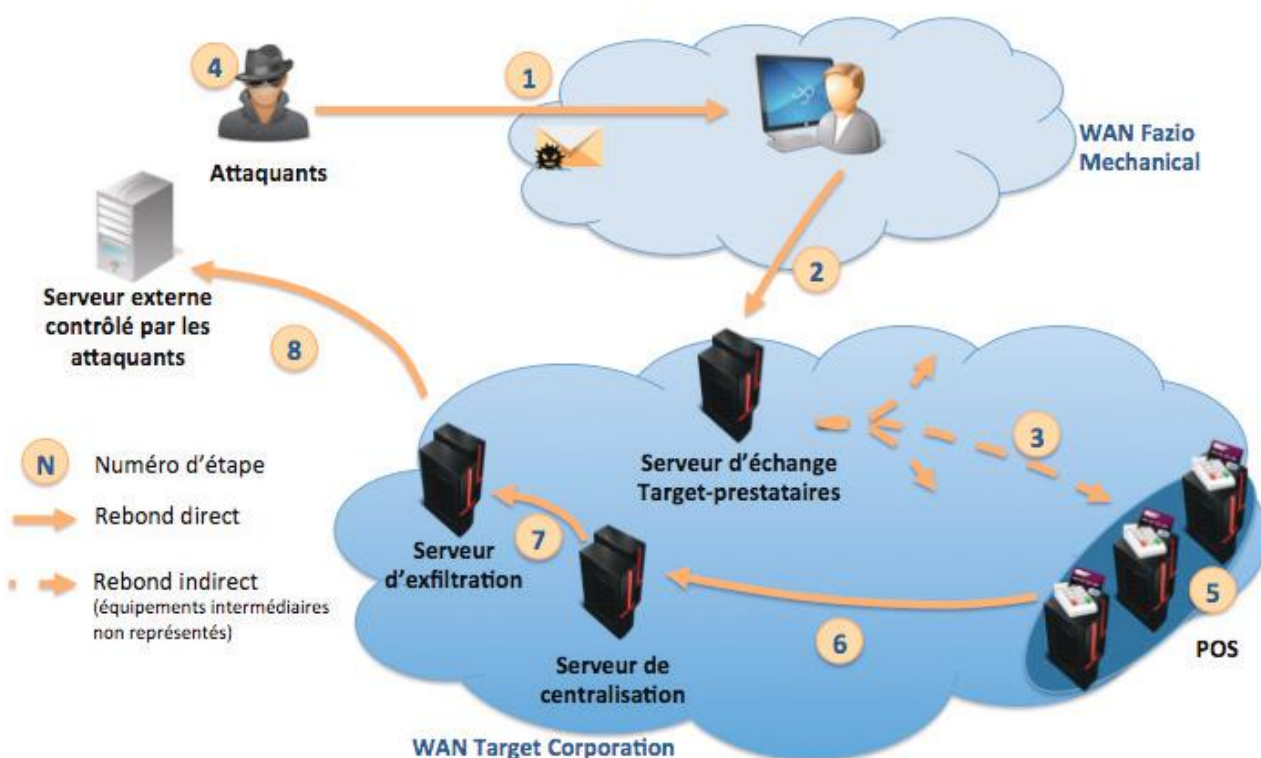 4
1
Attaquants
WAN Fazio
Mechanical
2
Serveur externe
contrôlé par les
attaquants
8
Serveur d'échange
Target-prestataires
3
N Numéro d'étape
Rebond direct
Rebond indirect
(équipements intermédiaires
non représentés)
Serveur
d'exfiltration
7
Serveur de
centralisation
6
5
POS
WAN Target Corporation